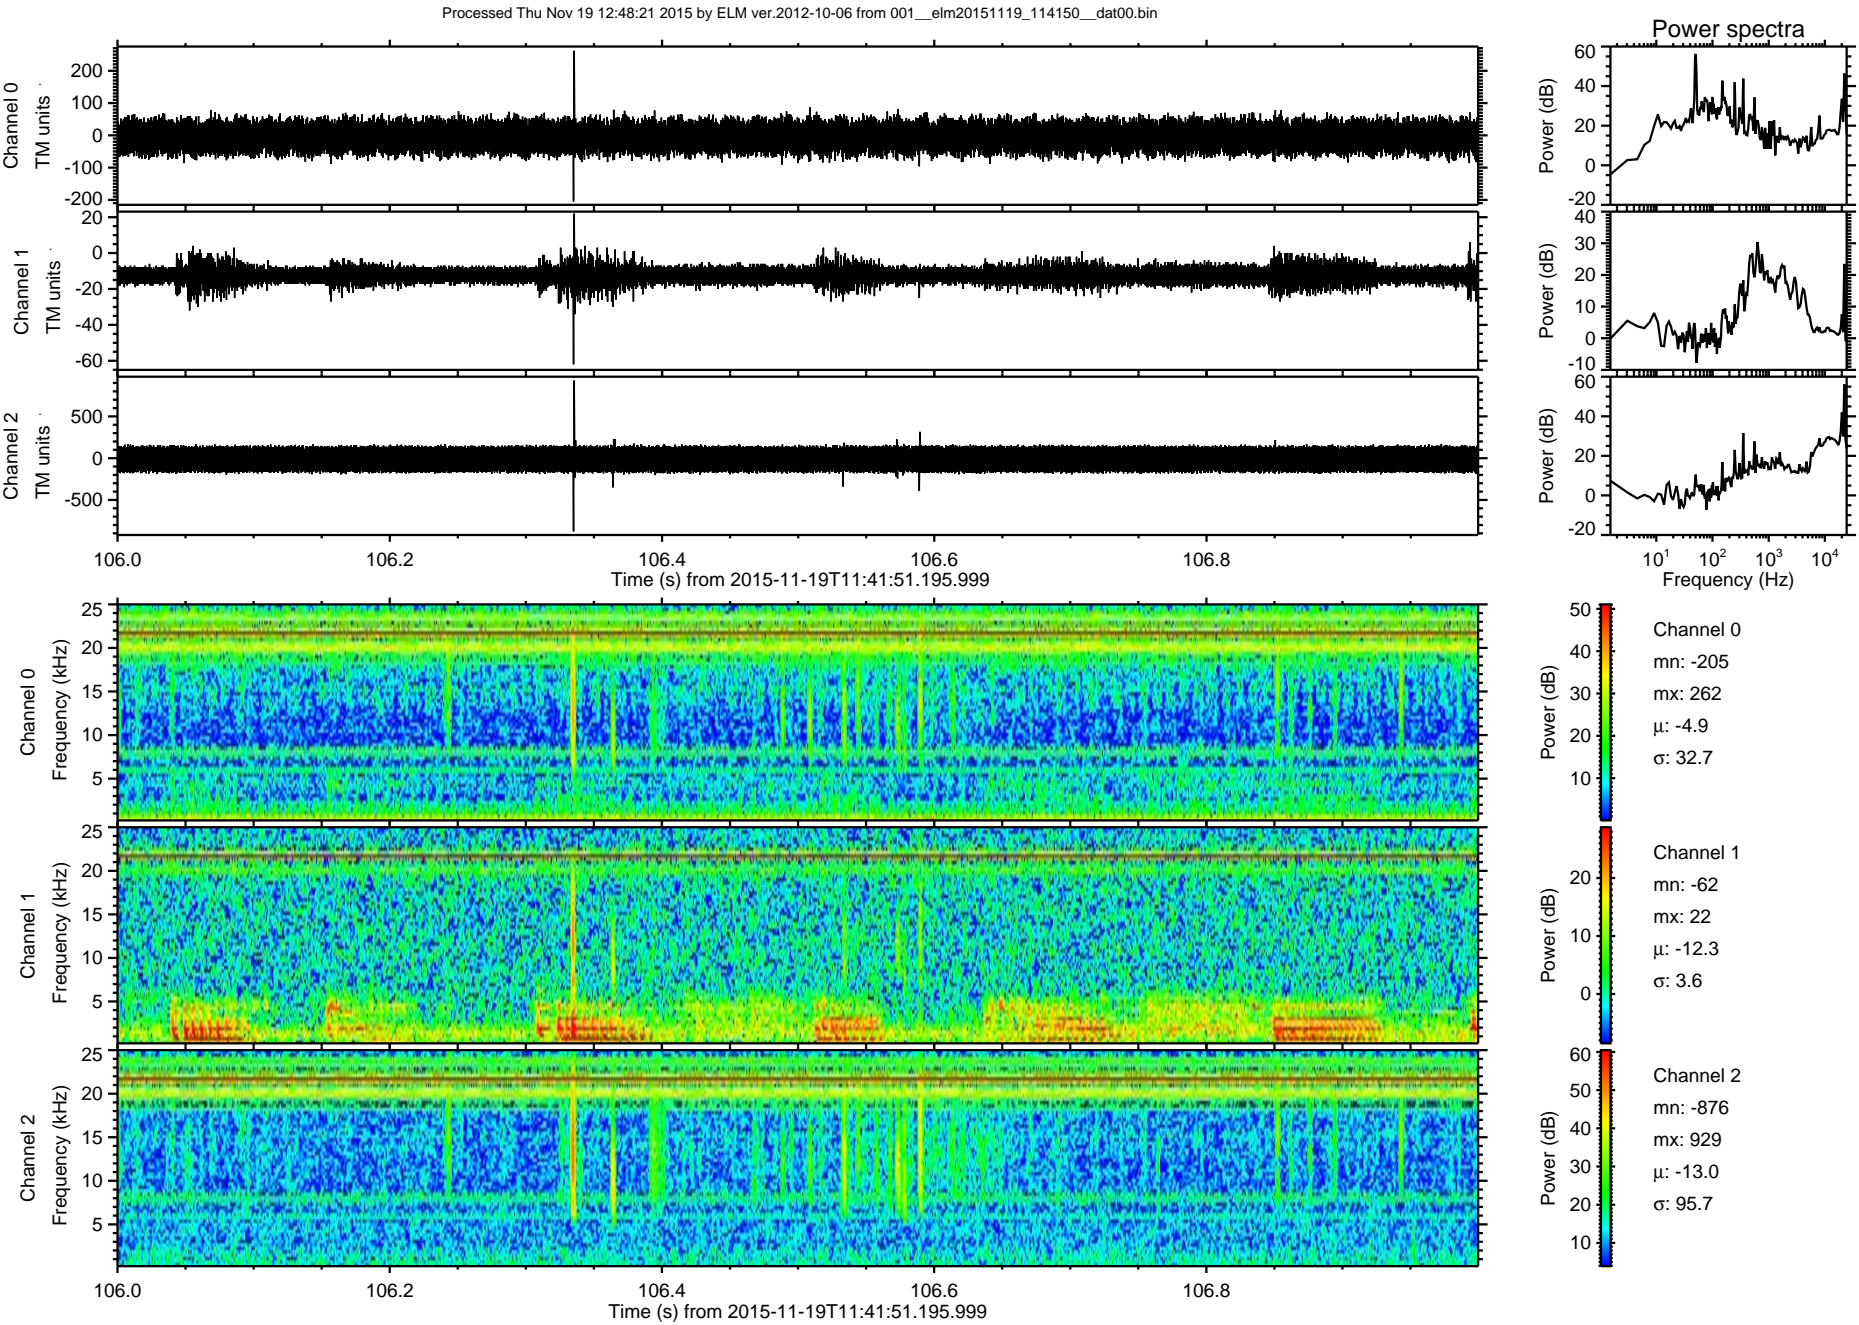 Processed Thu Nov 19 12:48:21 2015 by ELM ver.2012-10-06 from 001__elm20151119_114150__dat00.bin
Power spectra
Channel 0
TM units
200
100
0
-100
-200
Power (dB)
60
40
20
0
-20
Channel 1
TM units
20
0
-20
-40
-60
Power (dB)
40
30
20
10
0
-10
Channel 2
TM units
500
0
-500
Power (dB)
60
40
20
0
-20
106.0 106.2 106.4 106.6 106.8
Time (s) from 2015-11-19T11:41:51.195.999
10^1 10^2 10^3 10^4
Frequency (Hz)
Channel 0
Frequency (kHz)
25
20
15
10
5
Power (dB)
50
40
30
20
10
Channel 0
mn: -205
mx: 262
μ: -4.9
σ: 32.7
Channel 1
Frequency (kHz)
25
20
15
10
5
Power (dB)
20
10
0
Channel 1
mn: -62
mx: 22
μ: -12.3
σ: 3.6
Channel 2
Frequency (kHz)
25
20
15
10
5
Power (dB)
60
50
40
30
20
10
Channel 2
mn: -876
mx: 929
μ: -13.0
σ: 95.7
106.0 106.2 106.4 106.6 106.8
Time (s) from 2015-11-19T11:41:51.195.999